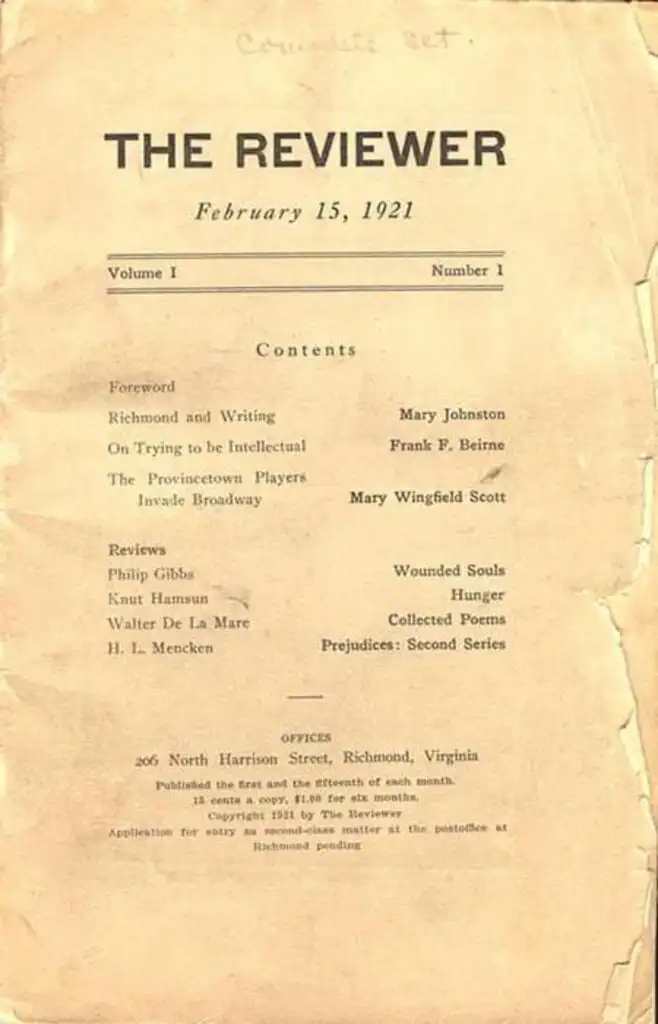 Complete set.
THE REVIEWER
February 15, 1921
Volume I Number 1
Contents
Foreword
Richmond and Writing Mary Johnston
On Trying to be Intellectual Frank F. Beirne
The Provincetown Players
Invade Broadway Mary Wingfield Scott
Reviews
Philip Gibbs Wounded Souls
Knut Hamsun Hunger
Walter De La Mare Collected Poems
H. L. Mencken Prejudices: Second Series
OFFICES
206 North Harrison Street, Richmond, Virginia
Published the first and the fifteenth of each month.
15 cents a copy, $1.00 for six months.
Copyright 1921 by The Reviewer
Application for entry as second-class matter at the postoffice at
Richmond pending